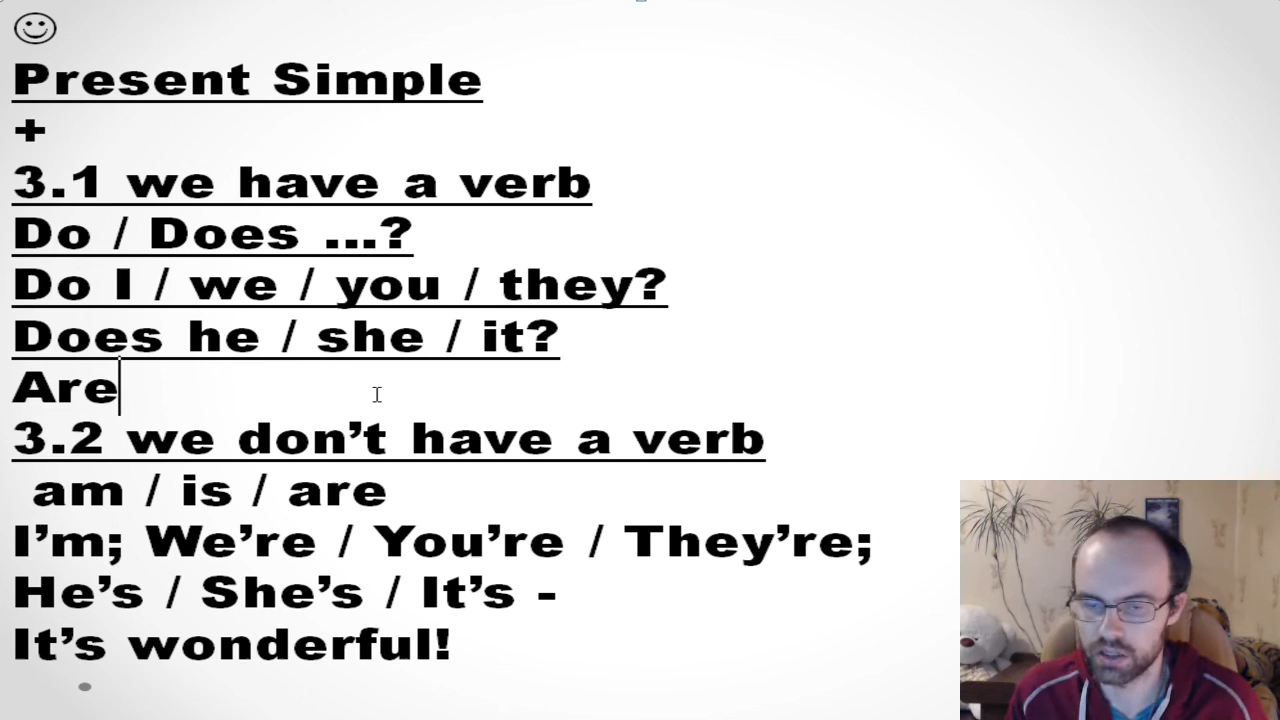 Present Simple
+
3.1 we have a verb
Do / Does ...?
Do I / we / you / they?
Does he / she / it?
Are
3.2 we don’t have a verb
am / is / are
I’m; We’re / You’re / They’re;
He’s / She’s / It’s -
It’s wonderful!